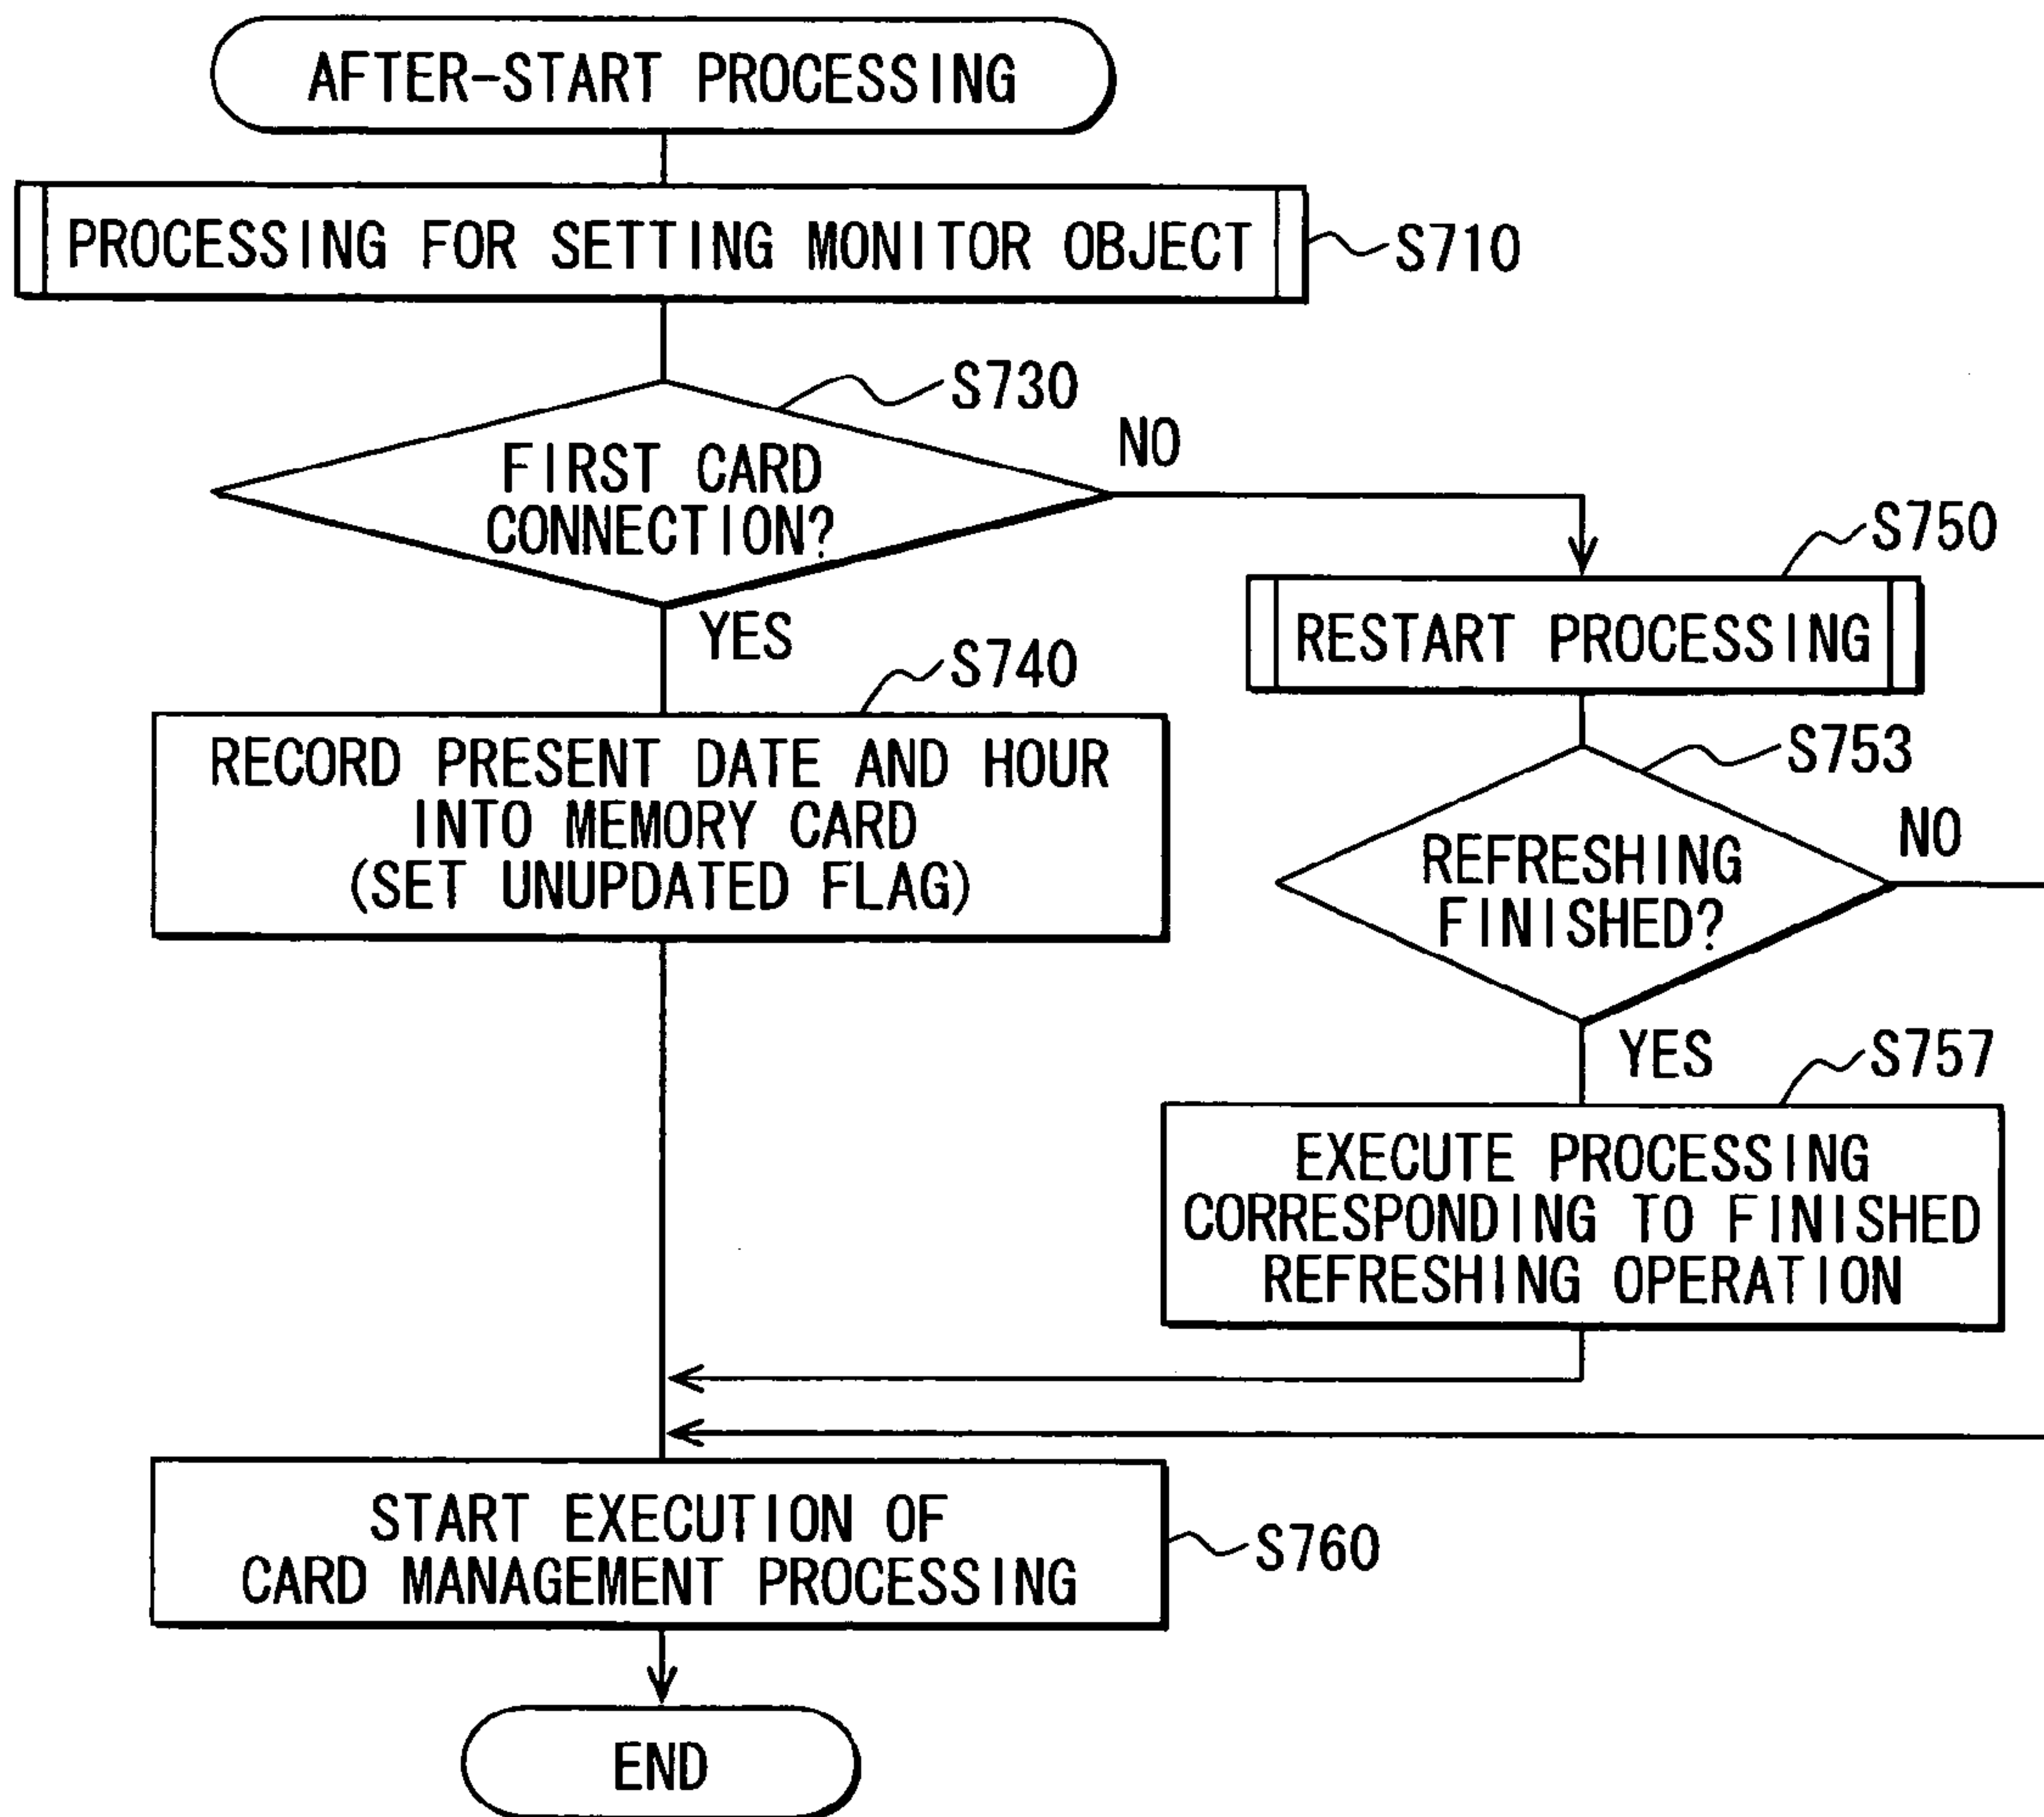 AFTER-START PROCESSING
PROCESSING FOR SETTING MONITOR OBJECT
S710
S730
FIRST CARD
CONNECTION?
NO
YES
S750
RESTART PROCESSING
S740
RECORD PRESENT DATE AND HOUR
INTO MEMORY CARD
(SET UNUPDATED FLAG)
S753
REFRESHING
FINISHED?
NO
YES
S757
EXECUTE PROCESSING
CORRESPONDING TO FINISHED
REFRESHING OPERATION
START EXECUTION OF
CARD MANAGEMENT PROCESSING
S760
END